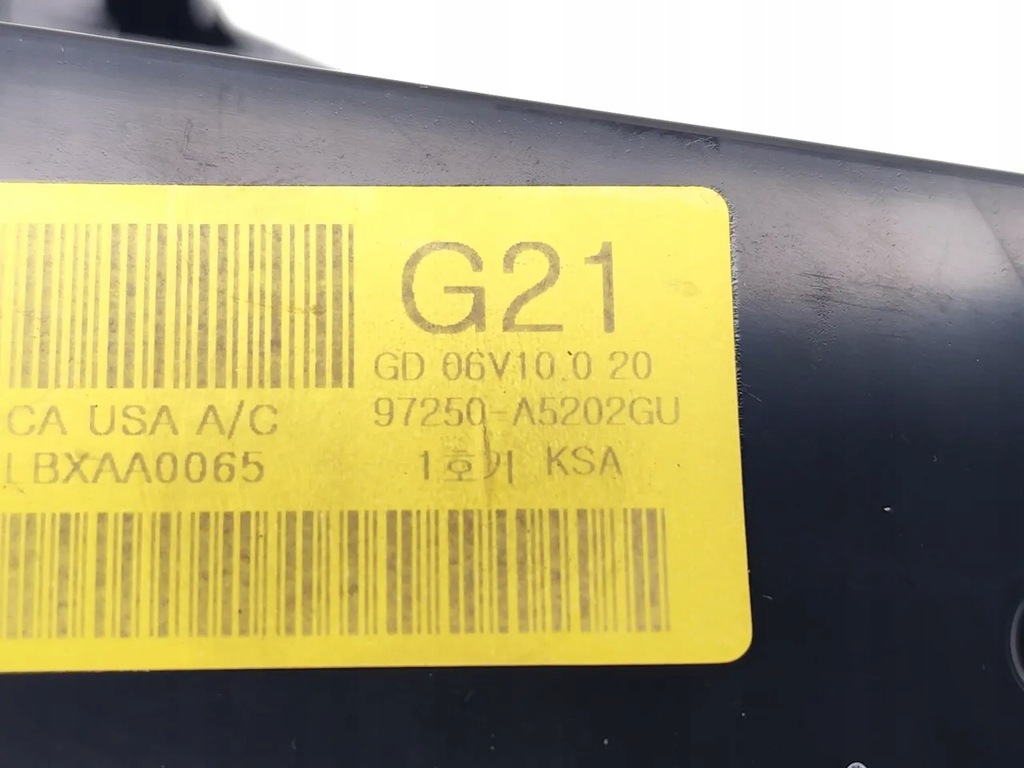 G21
GD 06V10.0 20
CA USA A/C 97250-A5202GU
LBXAA0065 1호기 KSA